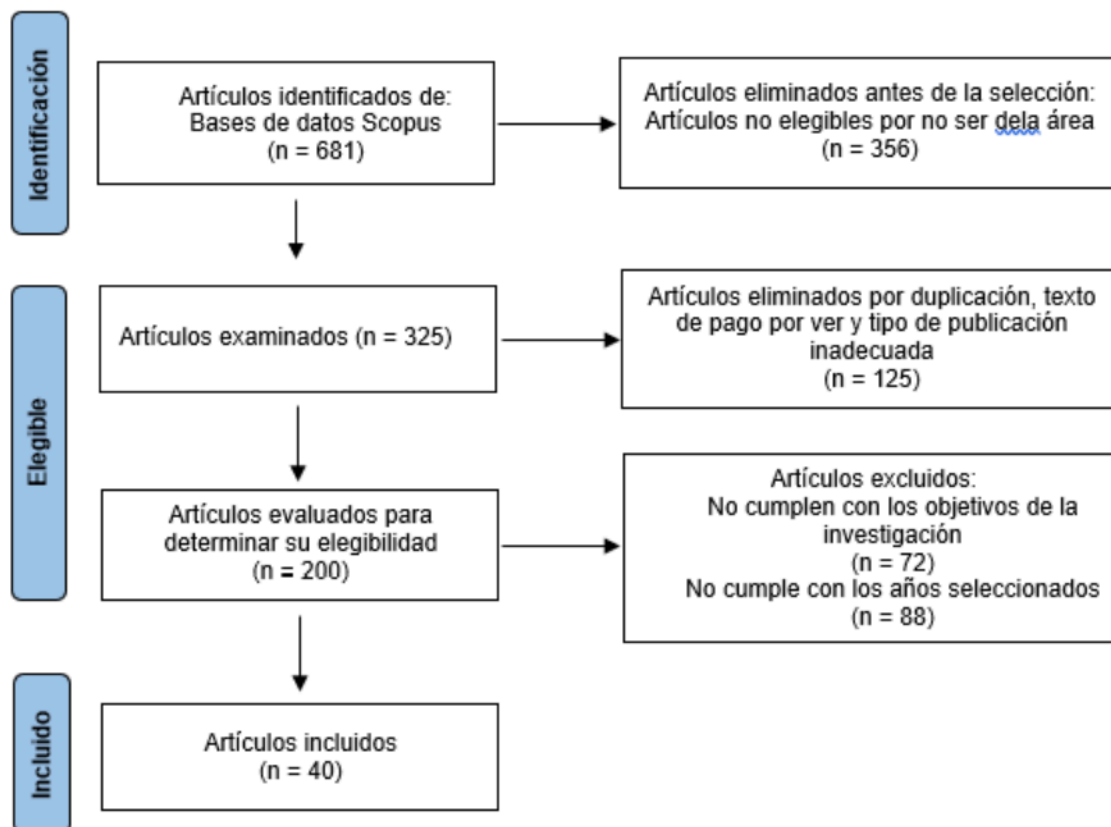 Identificación
Artículos identificados de:
Bases de datos Scopus
(n = 681)
Artículos eliminados antes de la selección:
Artículos no elegibles por no ser dela área
(n = 356)
Elegible
Artículos examinados (n = 325)
Artículos eliminados por duplicación, texto
de pago por ver y tipo de publicación
inadecuada
(n = 125)
Artículos evaluados para
determinar su elegibilidad
(n = 200)
Artículos excluidos:
No cumplen con los objetivos de la
investigación
(n = 72)
No cumple con los años seleccionados
(n = 88)
Incluido
Artículos incluidos
(n = 40)